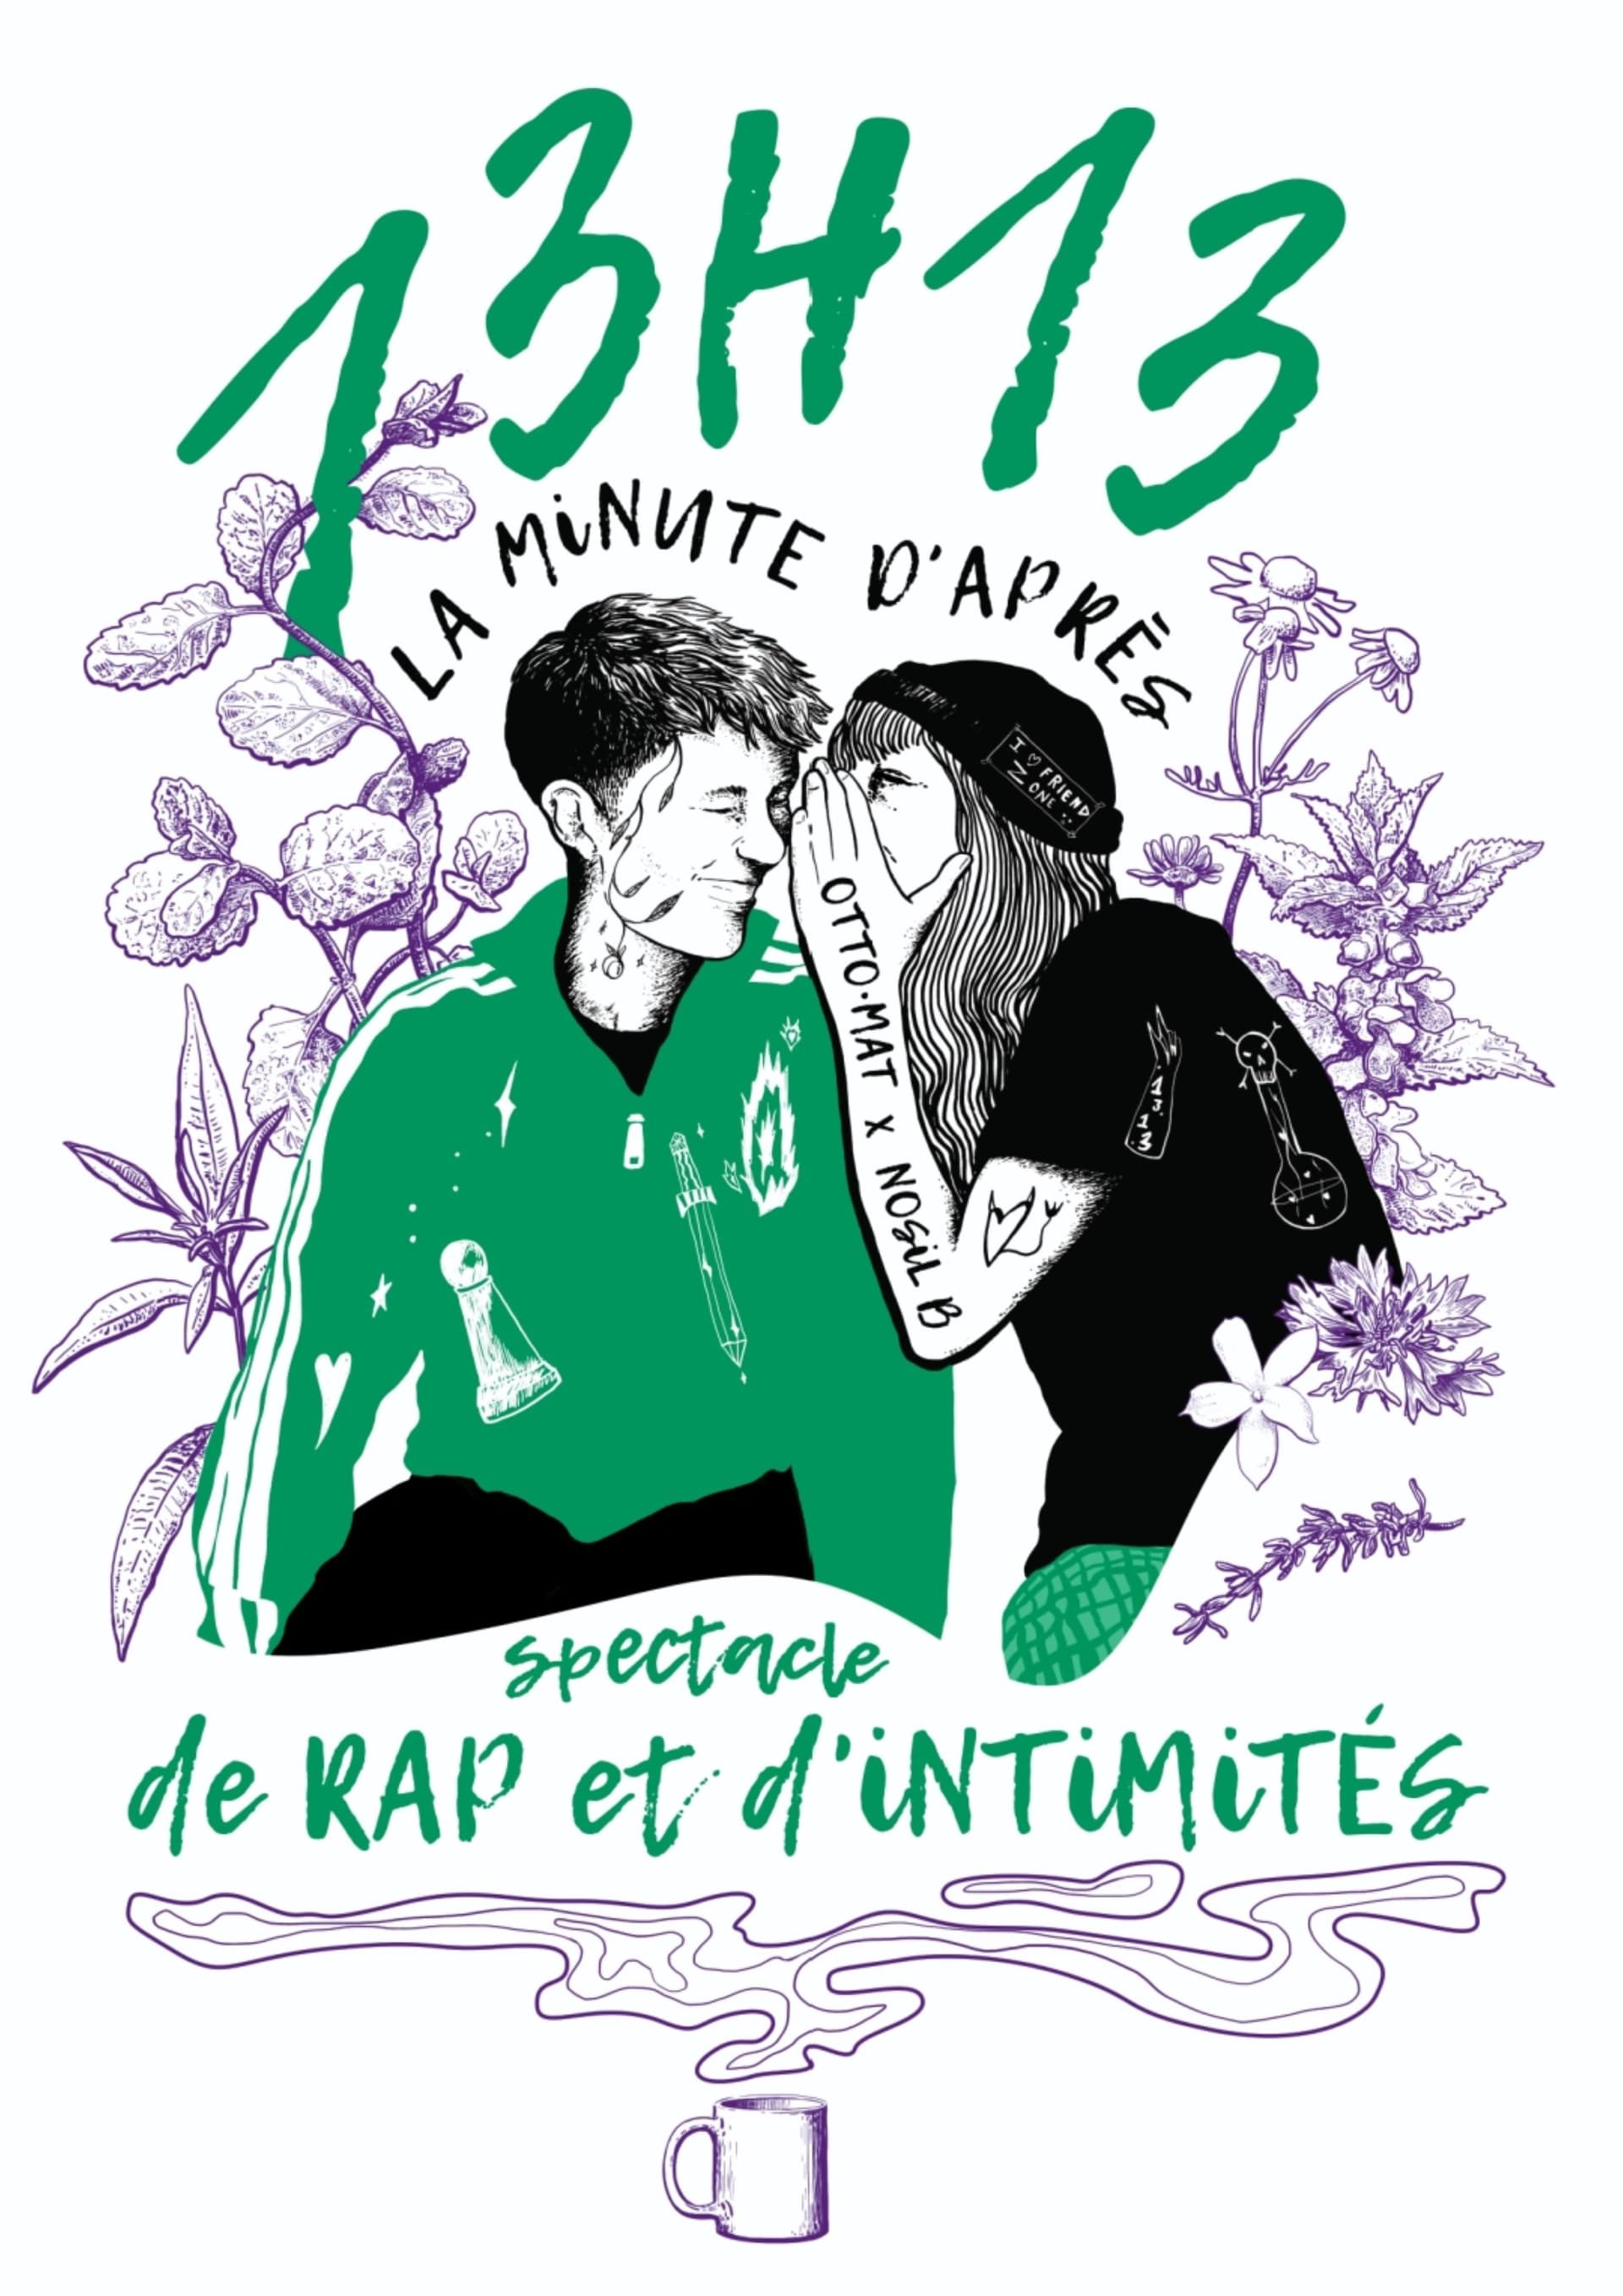 13H13
LA MiNUTE D'APRÈS
I ♡ FRIEND
ZONE
OTTO·MAT X NOSiL B
spectacle
de RAP et d'iNTiMiTÉS